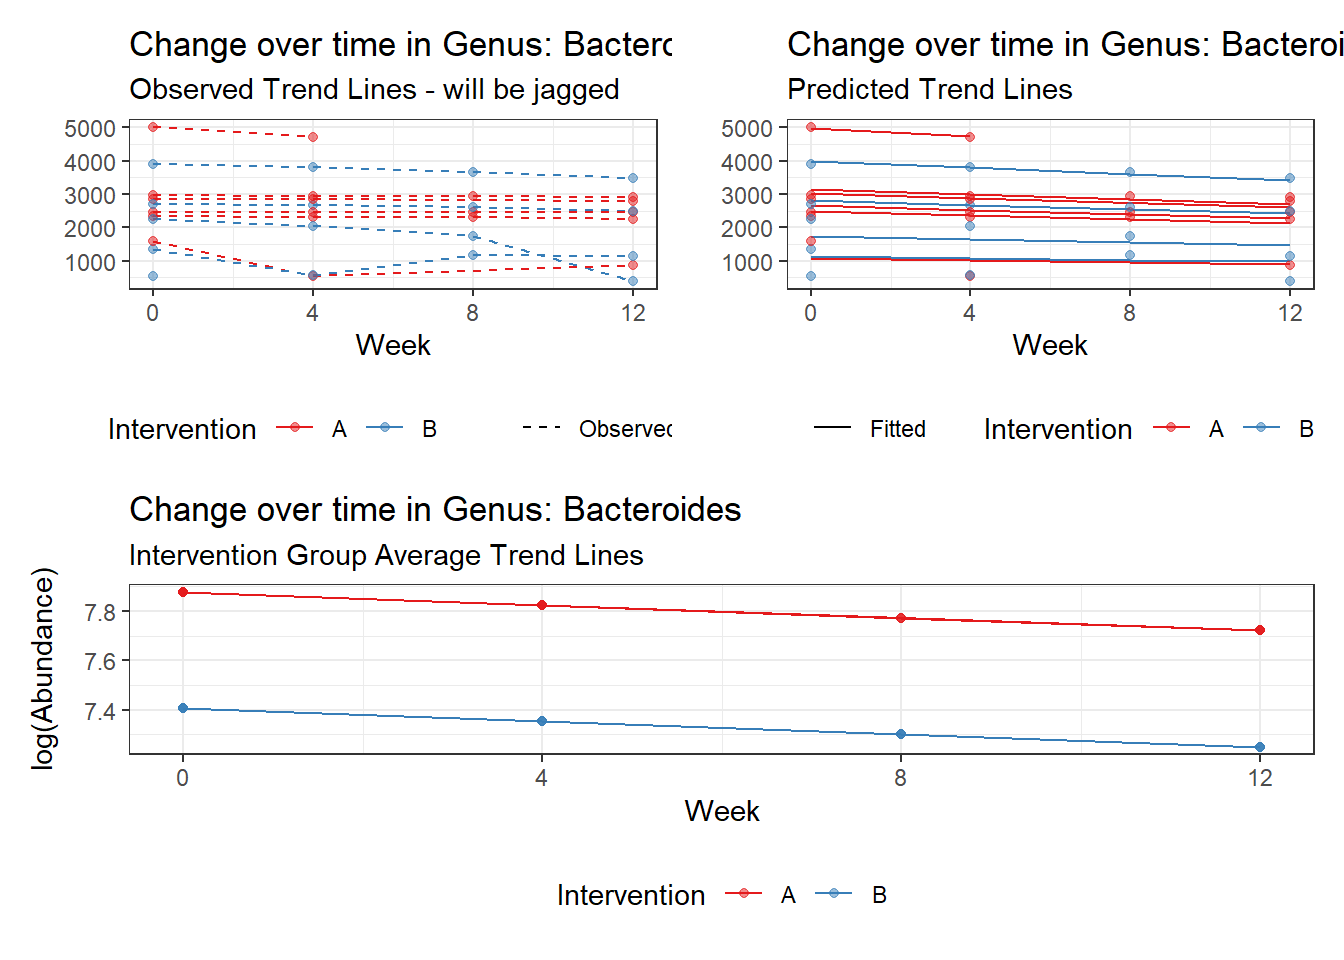 Change over time in Genus: Bactero
Observed Trend Lines - will be jagged
5000
4000
3000
2000
1000
0 4 8 12
Week
Intervention A B Observed
Change over time in Genus: Bacteroi
Predicted Trend Lines
5000
4000
3000
2000
1000
0 4 8 12
Week
Fitted Intervention A B
Change over time in Genus: Bacteroides
Intervention Group Average Trend Lines
log(Abundance)
7.8
7.6
7.4
0 4 8 12
Week
Intervention A B